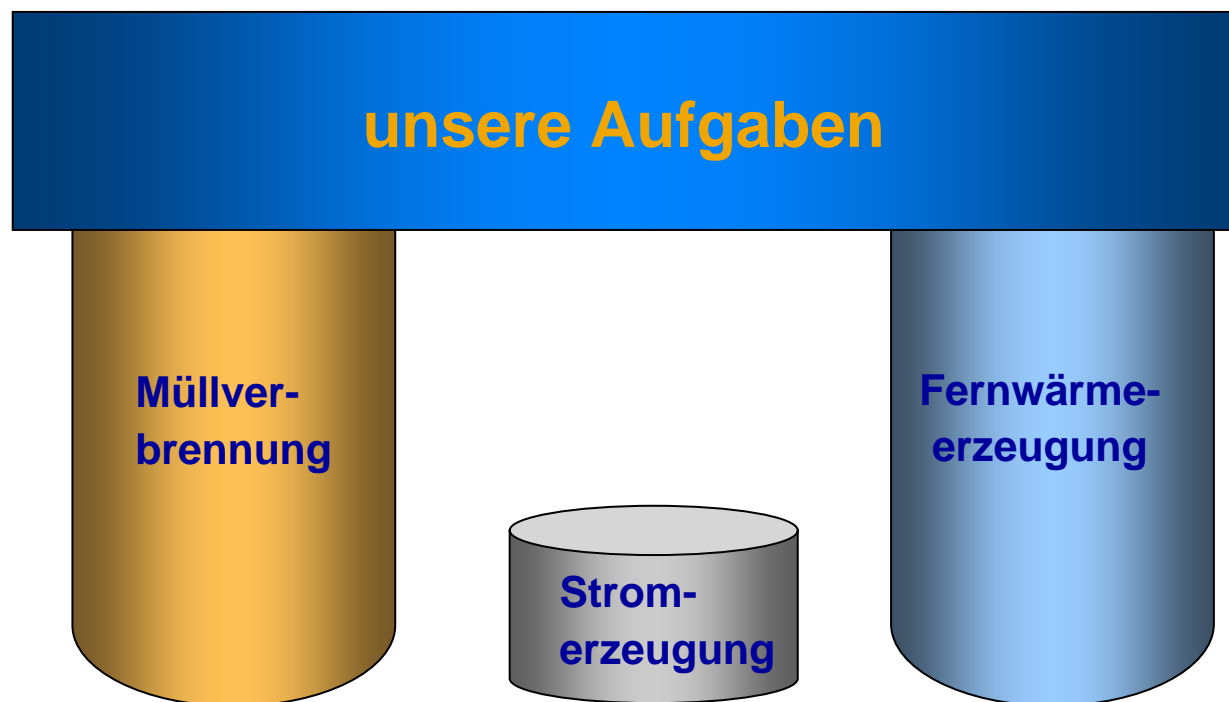 unsere Aufgaben
Müllver-
brennung
Strom-
erzeugung
Fernwärme-
erzeugung